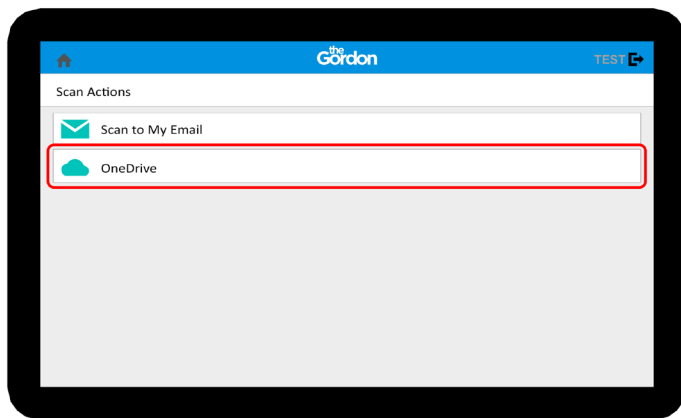 the
Gordon
TEST
Scan Actions
Scan to My Email
OneDrive